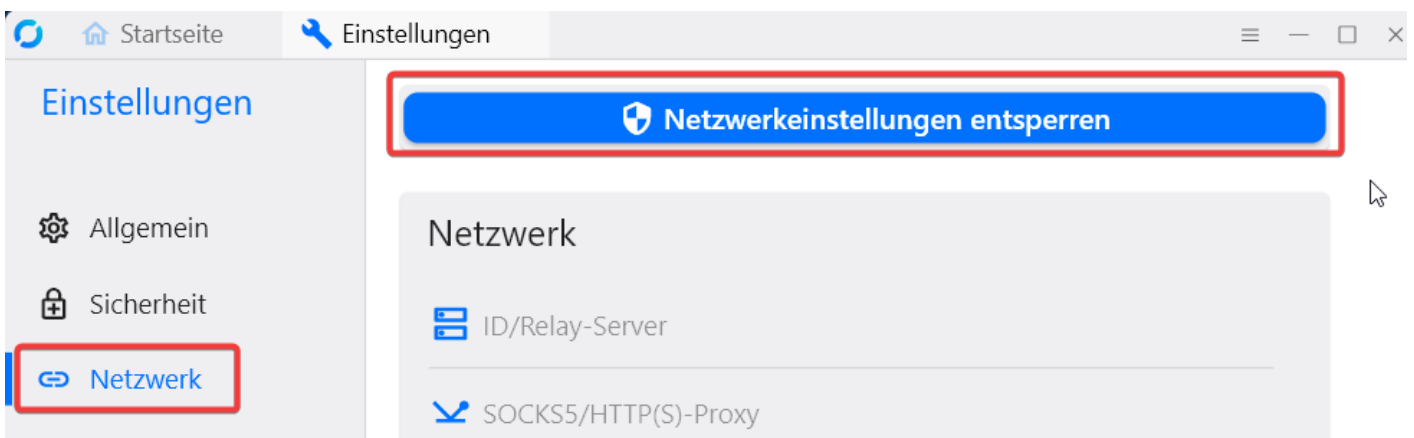 Startseite
Einstellungen
Einstellungen
Netzwerkeinstellungen entsperren
Allgemein
Sicherheit
Netzwerk
Netzwerk
ID/Relay-Server
SOCKS5/HTTP(S)-Proxy